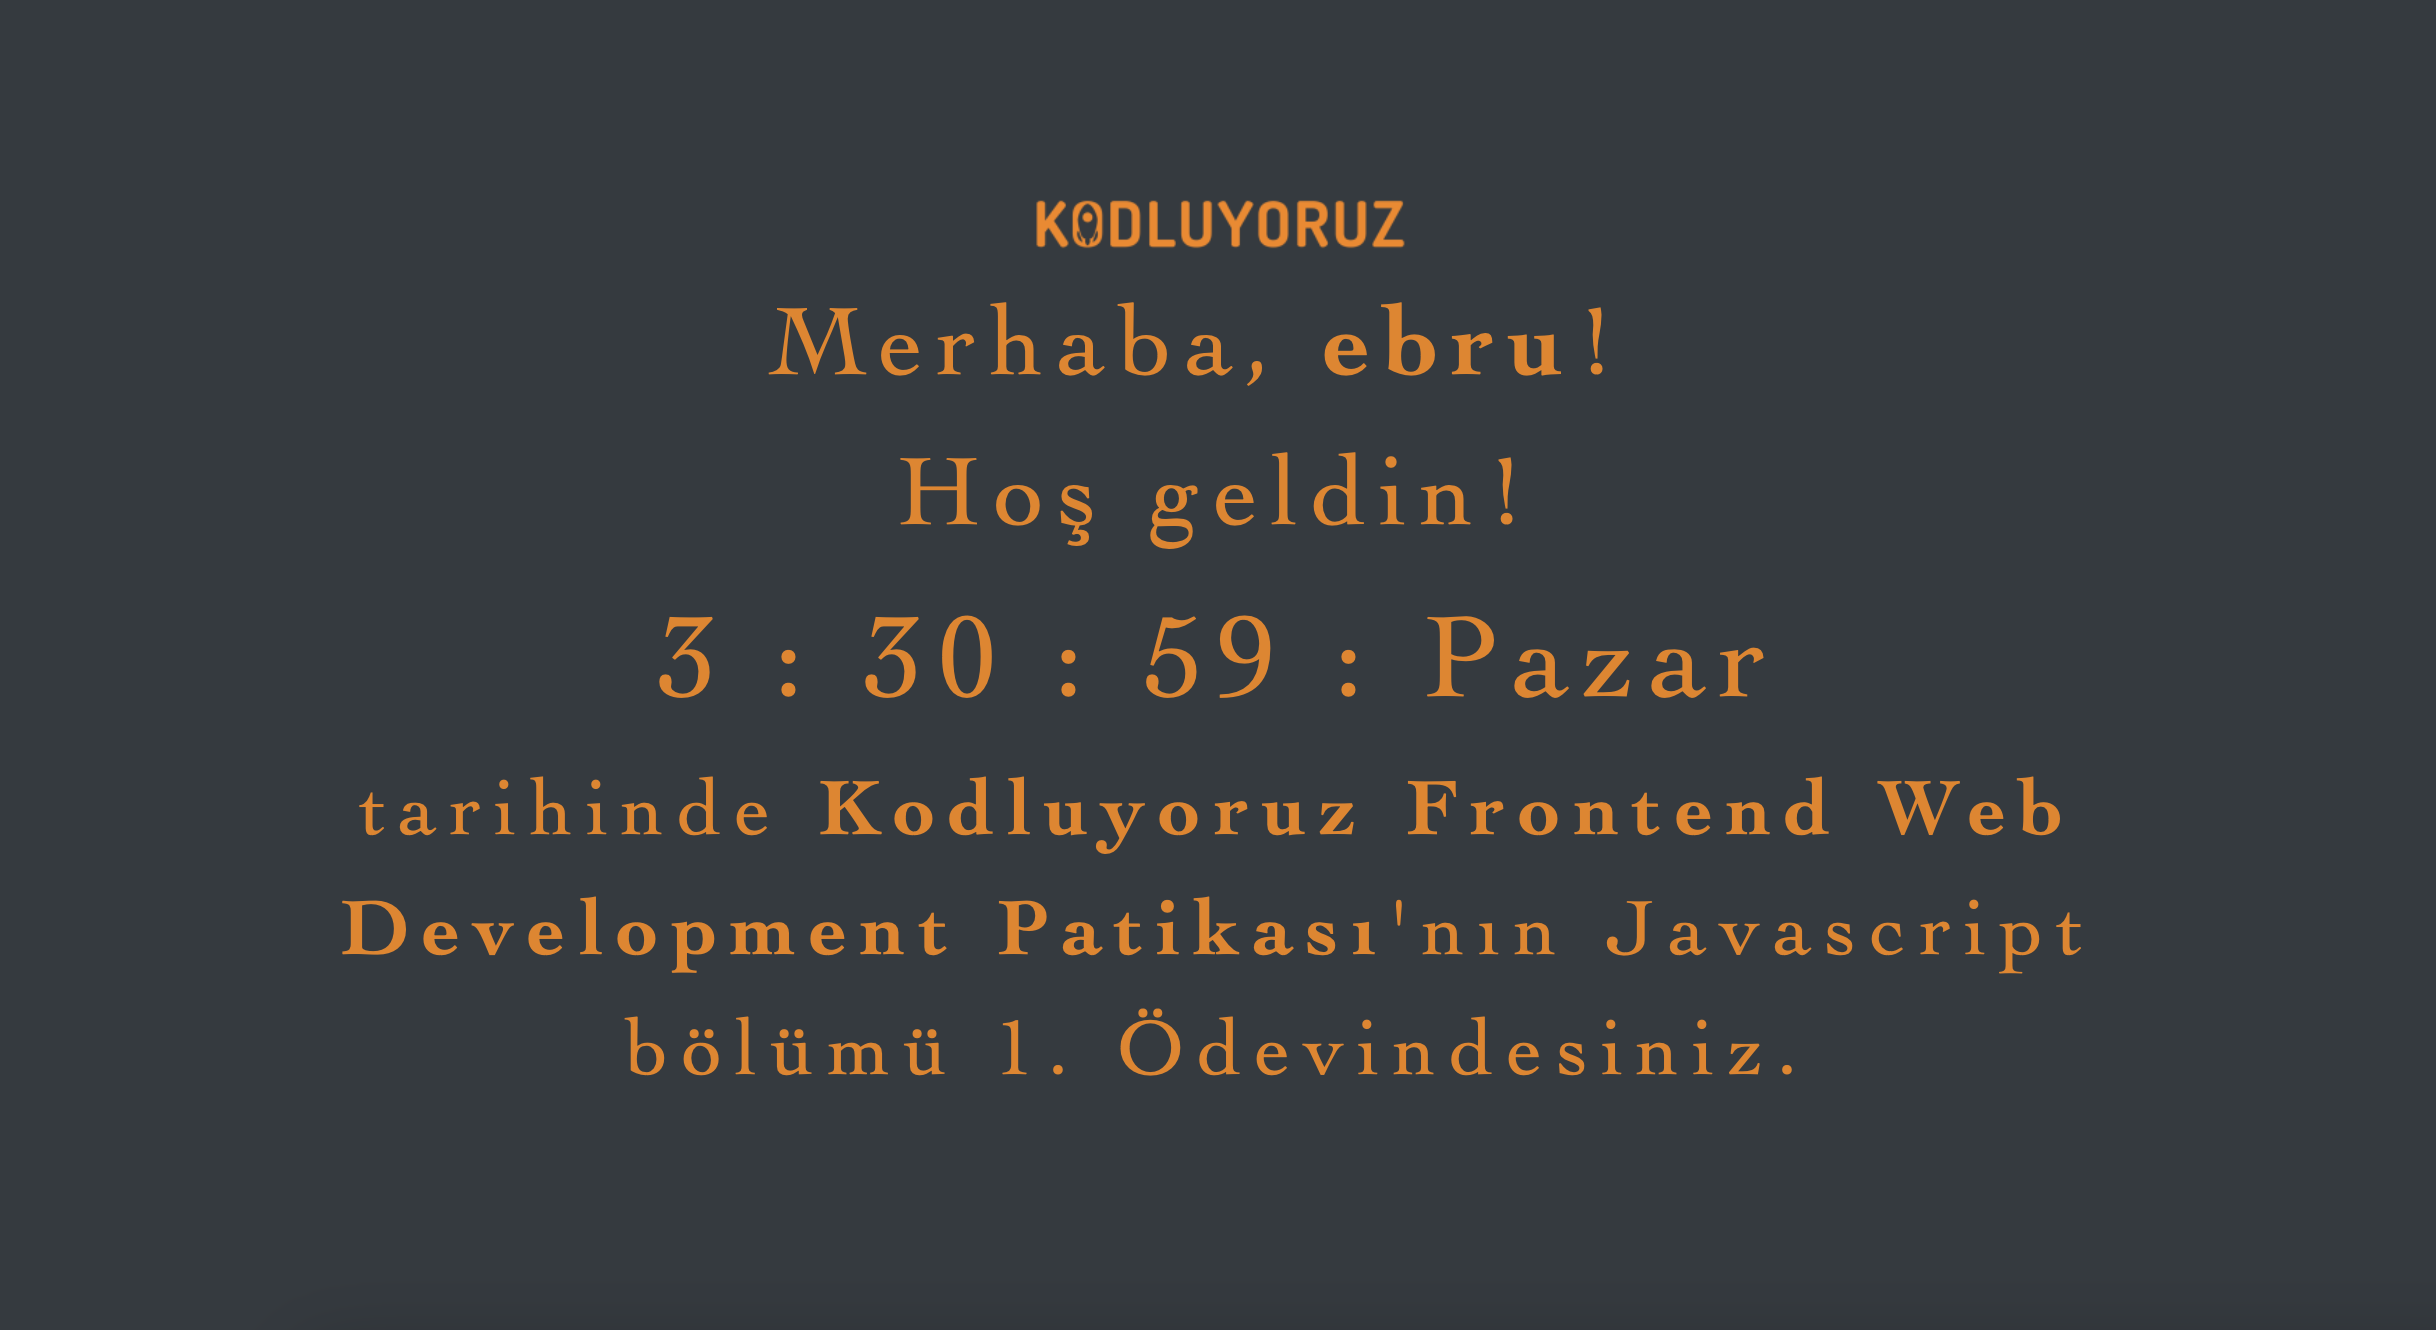 KODLUYORUZ
Merhaba, ebru!
Hoş geldin!
3 : 30 : 59 : Pazar
tarihinde Kodluyoruz Frontend Web
Development Patikası'nın Javascript
bölümü 1. Ödevindesiniz.